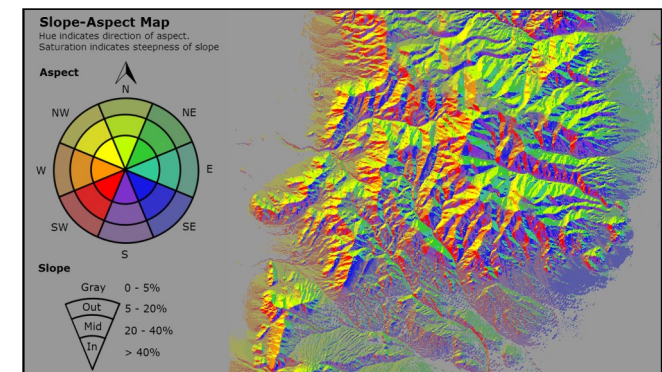 Slope-Aspect Map
Hue indicates direction of aspect.
Saturation indicates steepness of slope
Aspect
N
NW
NE
W
E
SW
SE
S
Slope
Gray 0 - 5%
Out 5 - 20%
Mid 20 - 40%
In > 40%